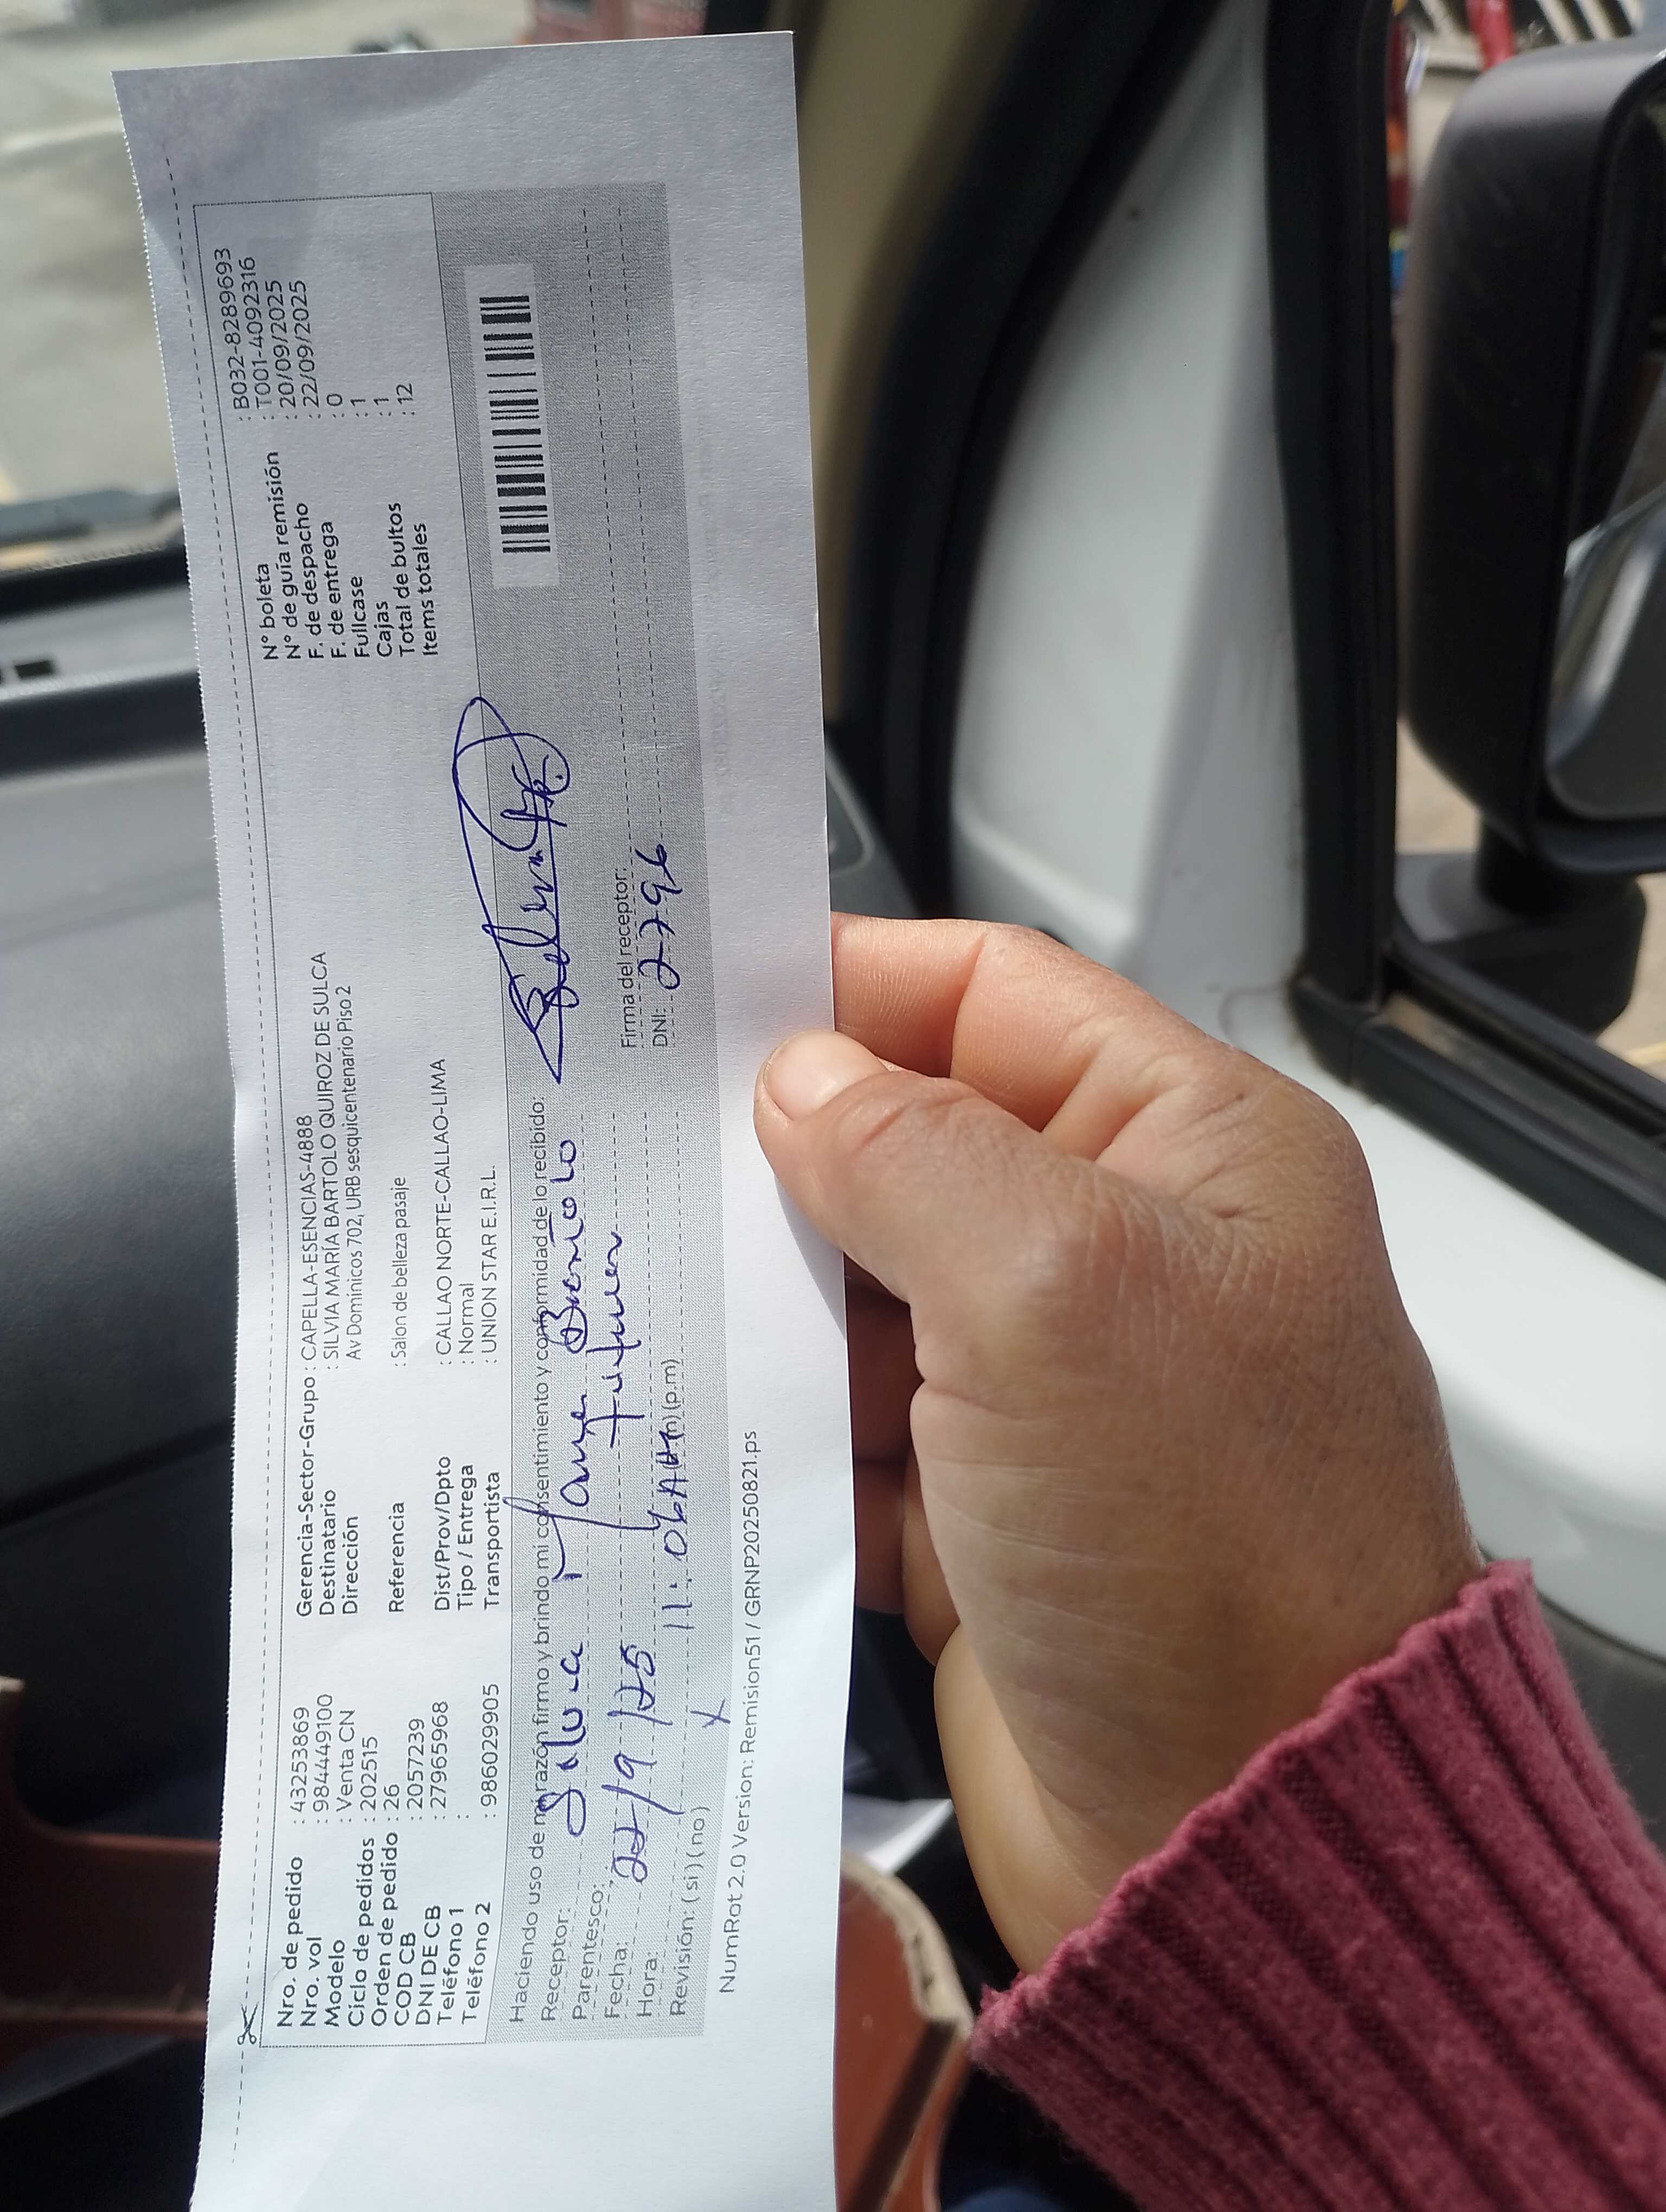 Nro. de pedido : 43253869
Nro. vol : 984449100
Modelo : Venta CN
Ciclo de pedidos : 202515
Orden de pedido : 26
COD CB : 2057239
DNI DE CB : 27965968
Teléfono 1 :
Teléfono 2 : 986029905
Gerencia-Sector-Grupo : CAPELLA-ESENCIAS-4888
Destinatario : SILVIA MARÍA BARTOLO QUIROZ DE SULCA
Dirección Av Dominicos 702, URB sesquicentenario Piso 2
Referencia : Salon de belleza pasaje
Dist/Prov/Dpto : CALLAO NORTE-CALLAO-LIMA
Tipo / Entrega : Normal
Transportista : UNION STAR E.I.R.L.
N° boleta : B032-8289693
N° de guía remisión : T001-4092316
F. de despacho : 20/09/2025
F. de entrega : 22/09/2025
Fullcase : 0
Cajas : 1
Total de bultos : 1
Items totales : 12
Haciendo uso de mi razón firmo y brindo mi consentimiento y conformidad de lo recibido:
Receptor: Silvia María Bartolo
Parentesco:
Fecha: 22/9/25
Hora: 11:06 AM (p.m)
Revisión: ( si ) ( no ) X
Firma del receptor:
DNI: 2796
NumRot 2.0 Version: Remision51 / GRNP20250821.ps